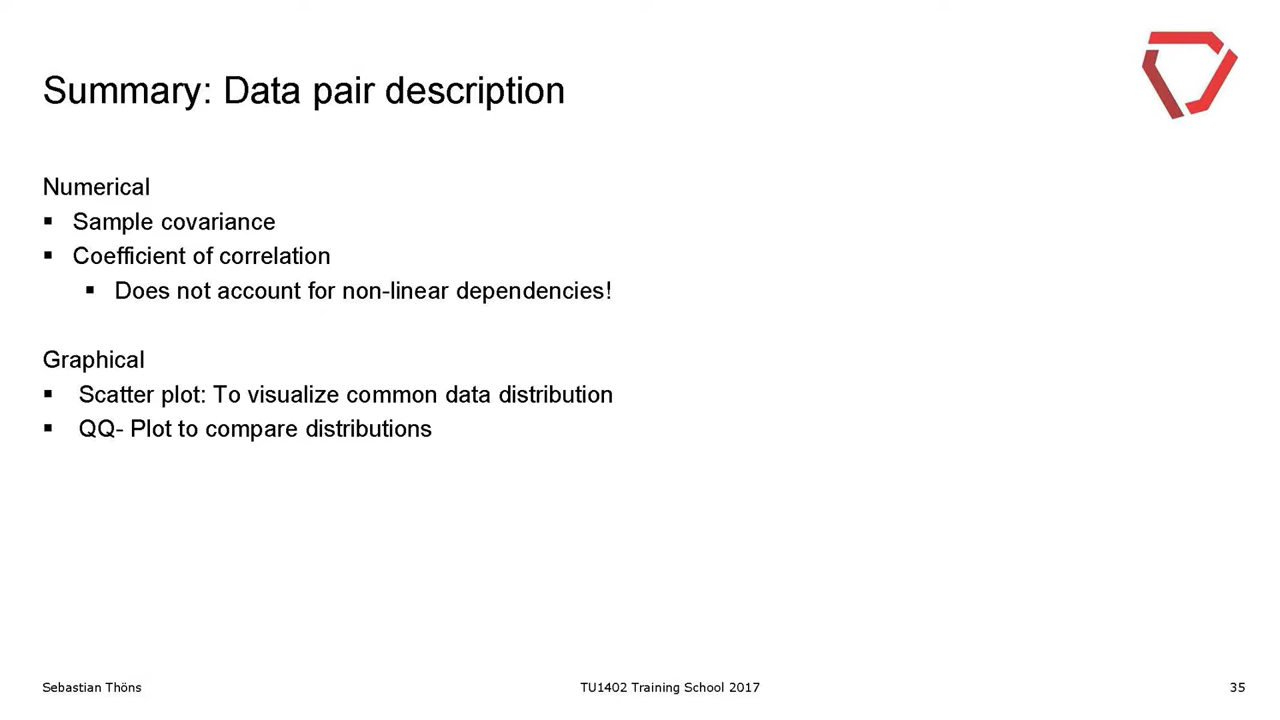 Summary: Data pair description
Numerical
▪ Sample covariance
▪ Coefficient of correlation
▪ Does not account for non-linear dependencies!
Graphical
▪ Scatter plot: To visualize common data distribution
▪ QQ- Plot to compare distributions
Sebastian Thöns
TU1402 Training School 2017
35